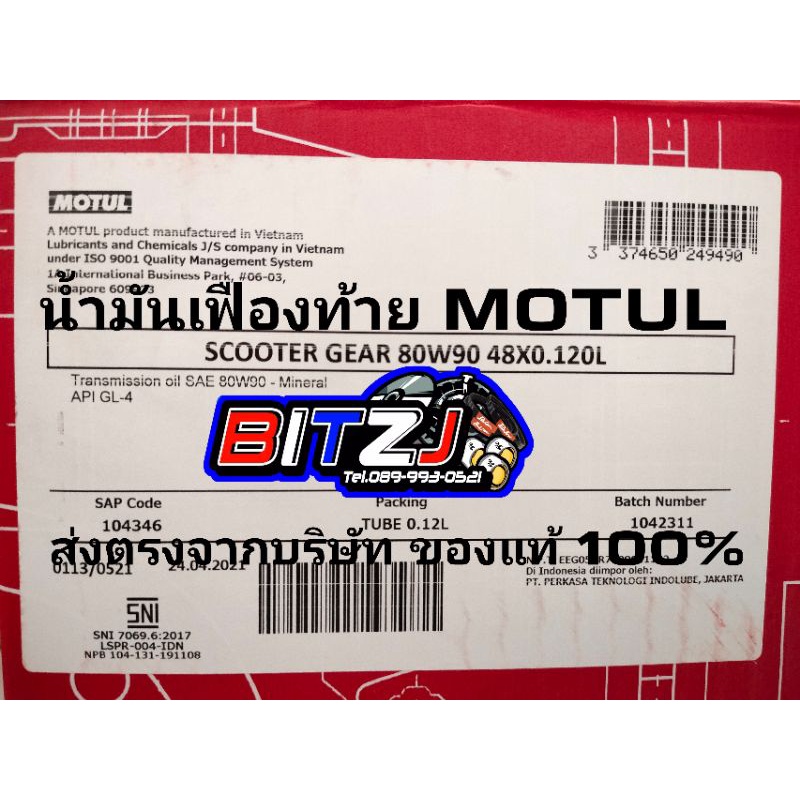 MOTUL
A MOTUL product manufactured in Vietnam
Lubricants and Chemicals J/S company in Vietnam
under ISO 9001 Quality Management System
1A International Business Park, #06-03,
Singapore
3 374650 249490
น้ำมันเฟืองท้าย MOTUL
SCOOTER GEAR 80W90 48X0.120L
Transmission oil SAE 80W90 - Mineral
API GL-4
BITZJ
Tel.089-993-0521
SAP Code
104346
Packing
TUBE 0.12L
Batch Number
1042311
ส่งตรงจากบริษัท ของแท้ 100%
0113/0521
24.04.2021
Di Indonesia diimpor oleh:
PT. PERKASA TEKNOLOGI INDOLUBE, JAKARTA
SNI
SNI 7069.6:2017
LSPR-004-IDN
NPB 104-131-191108